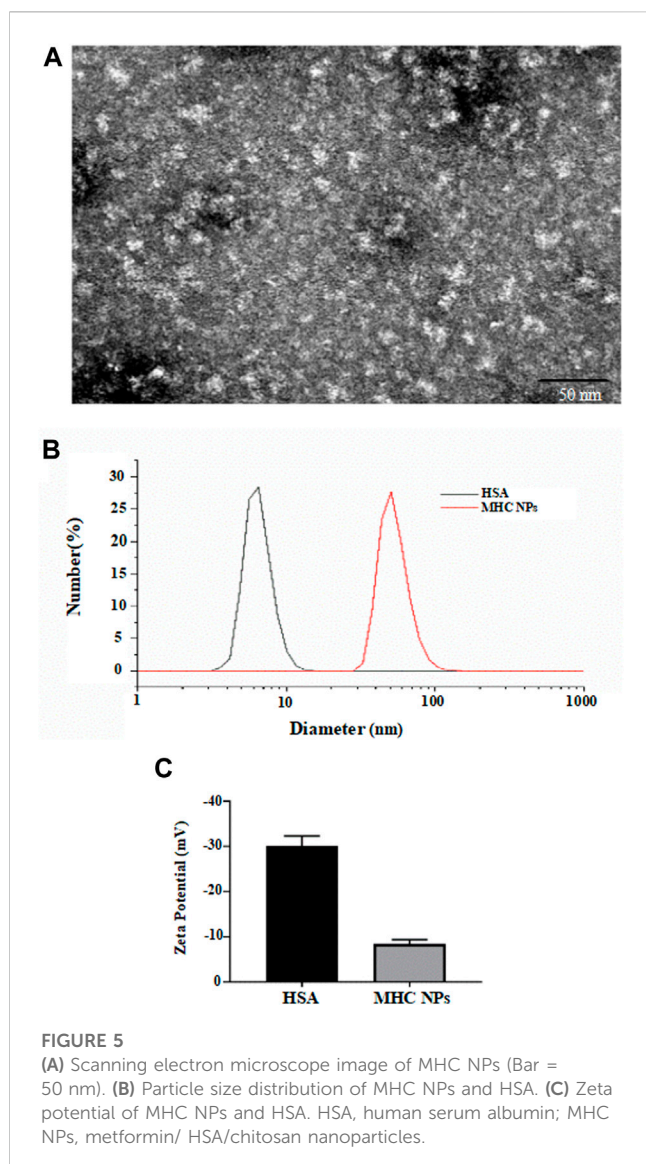 A
50 nm
B
30
25
20
15
10
5
0
Number(%)
HSA
MHC NPs
1 10 100 1000
Diameter (nm)
C
-40
-30
-20
-10
0
Zeta Potential (mV)
HSA MHC NPs
FIGURE 5
(A) Scanning electron microscope image of MHC NPs (Bar =
50 nm). (B) Particle size distribution of MHC NPs and HSA. (C) Zeta
potential of MHC NPs and HSA. HSA, human serum albumin; MHC
NPs, metformin/ HSA/chitosan nanoparticles.